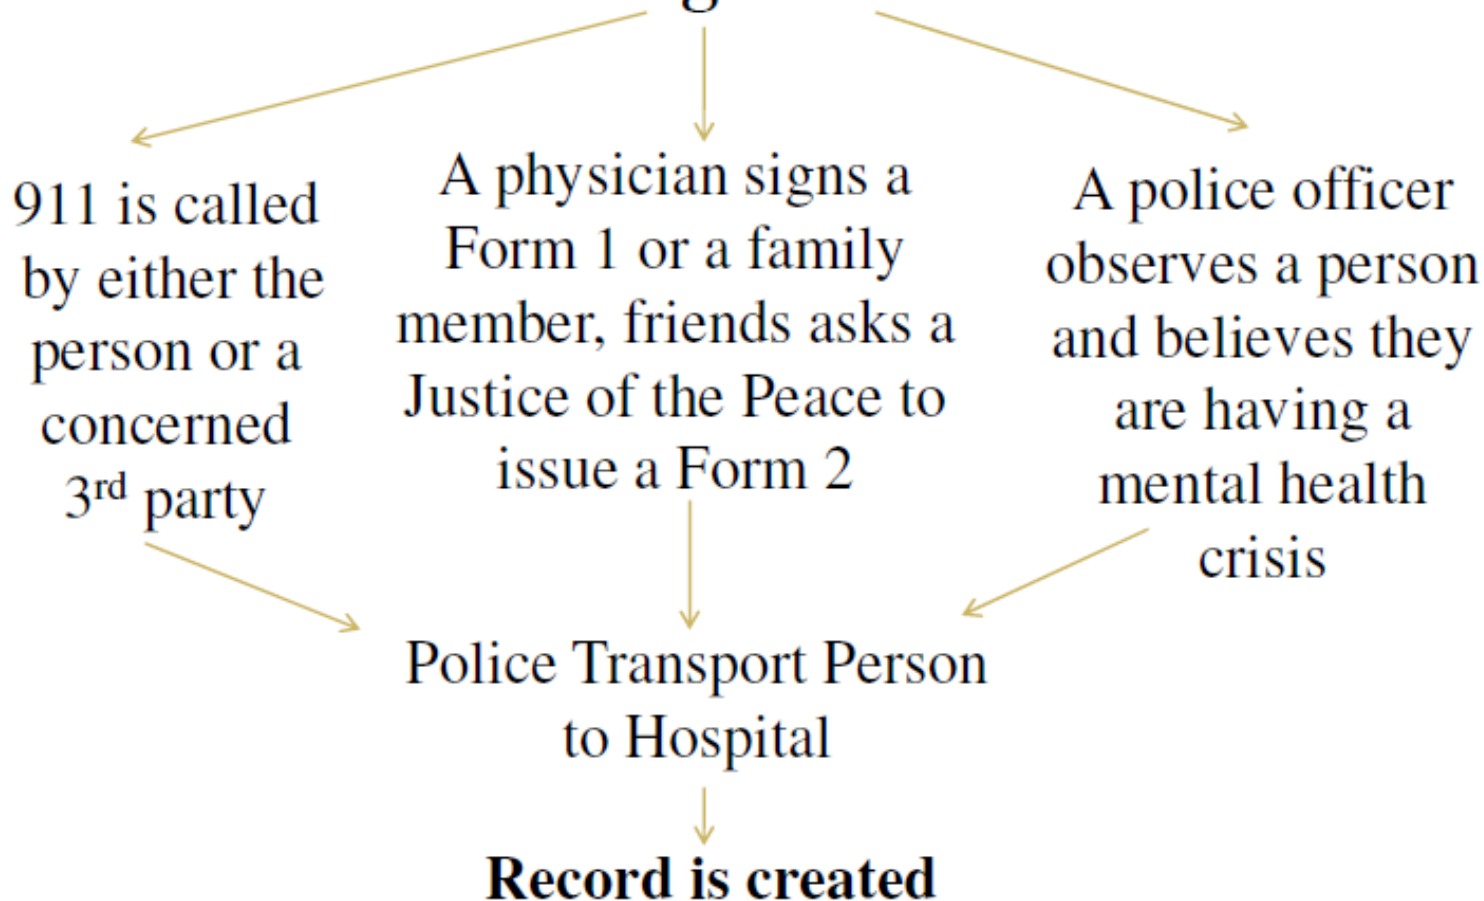 911 is called
by either the
person or a
concerned
3rd party
A physician signs a
Form 1 or a family
member, friends asks a
Justice of the Peace to
issue a Form 2
A police officer
observes a person
and believes they
are having a
mental health
crisis
Police Transport Person
to Hospital
Record is created